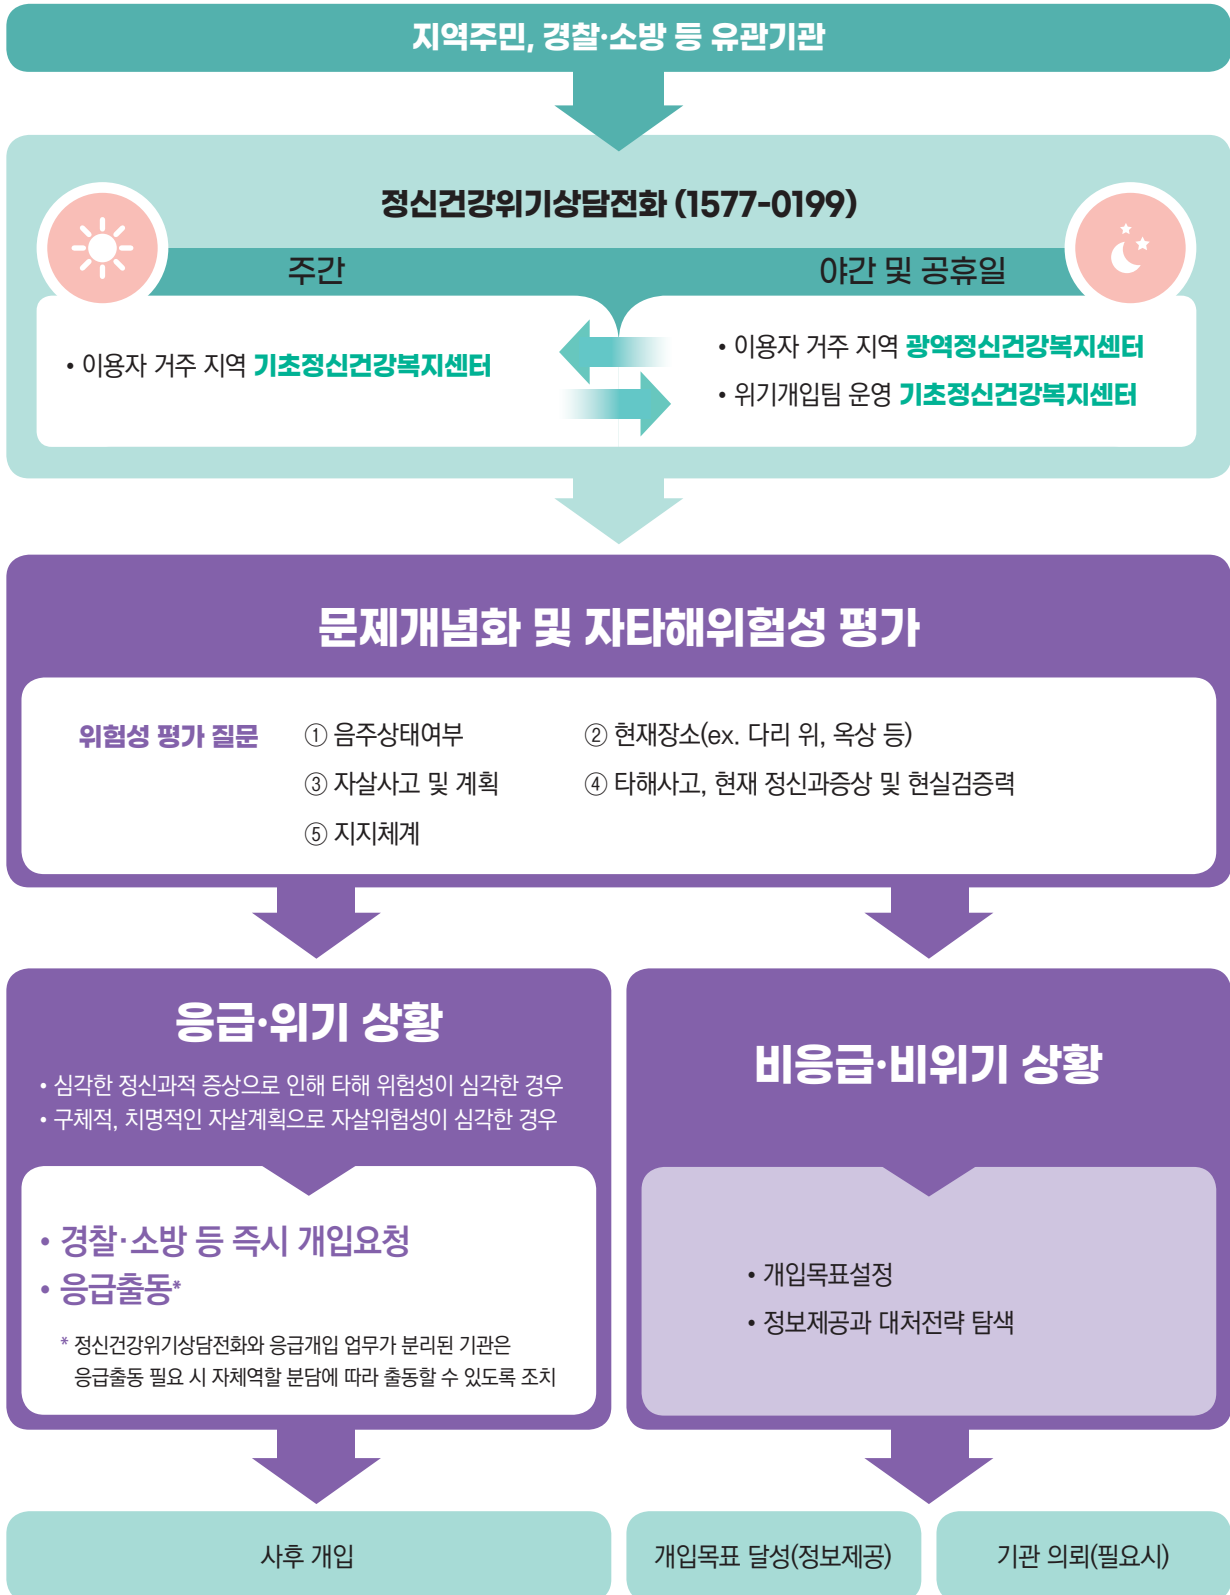 지역주민, 경찰·소방 등 유관기관
정신건강위기상담전화 (1577-0199)
주간
야간 및 공휴일
• 이용자 거주 지역 기초정신건강복지센터
• 이용자 거주 지역 광역정신건강복지센터
• 위기개입팀 운영 기초정신건강복지센터
문제개념화 및 자타해위험성 평가
위험성 평가 질문
① 음주상태여부
② 현재장소(ex. 다리 위, 옥상 등)
③ 자살사고 및 계획
④ 타해사고, 현재 정신과증상 및 현실검증력
⑤ 지지체계
응급·위기 상황
• 심각한 정신과적 증상으로 인해 타해 위험성이 심각한 경우
• 구체적, 치명적인 자살계획으로 자살위험성이 심각한 경우
• 경찰·소방 등 즉시 개입요청
• 응급출동*
* 정신건강위기상담전화와 응급개입 업무가 분리된 기관은
응급출동 필요 시 자체역할 분담에 따라 출동할 수 있도록 조치
비응급·비위기 상황
• 개입목표설정
• 정보제공과 대처전략 탐색
사후 개입
개입목표 달성(정보제공)
기관 의뢰(필요시)